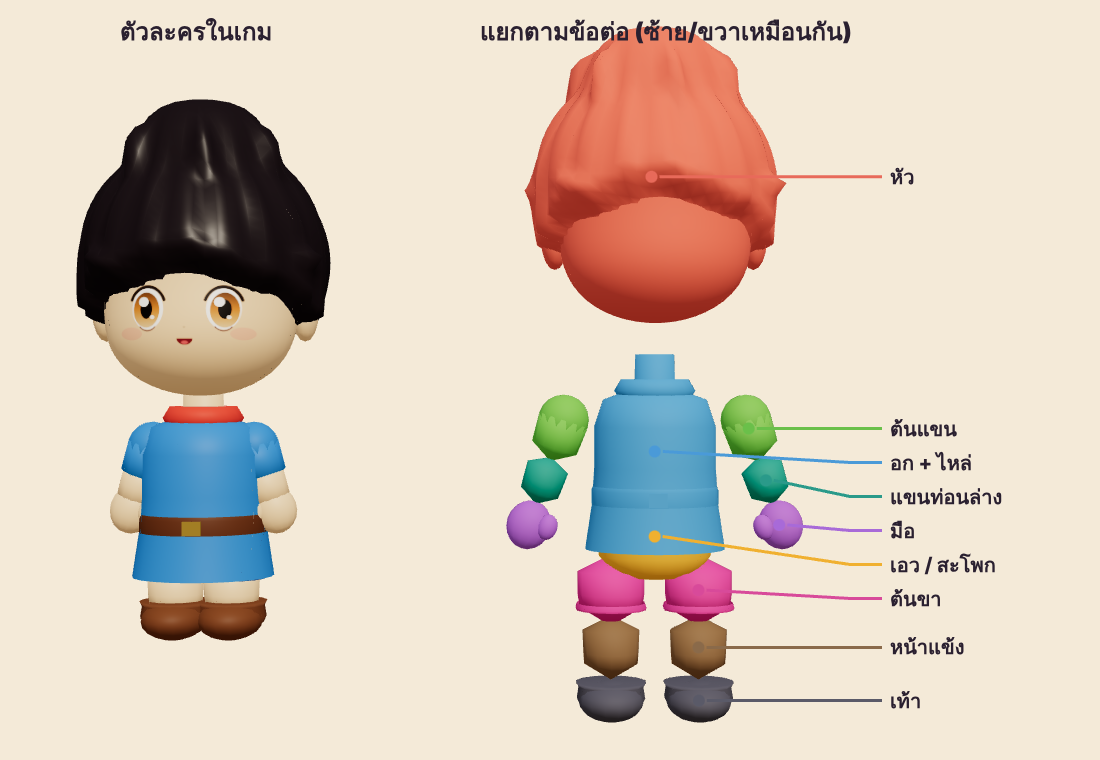 ตัวละครในเกม
แยกตามข้อต่อ (ซ้าย/ขวาเหมือนกัน)
หัว
ต้นแขน
อก + ไหล่
แขนท่อนล่าง
มือ
เอว / สะโพก
ต้นขา
หน้าแข้ง
เท้า